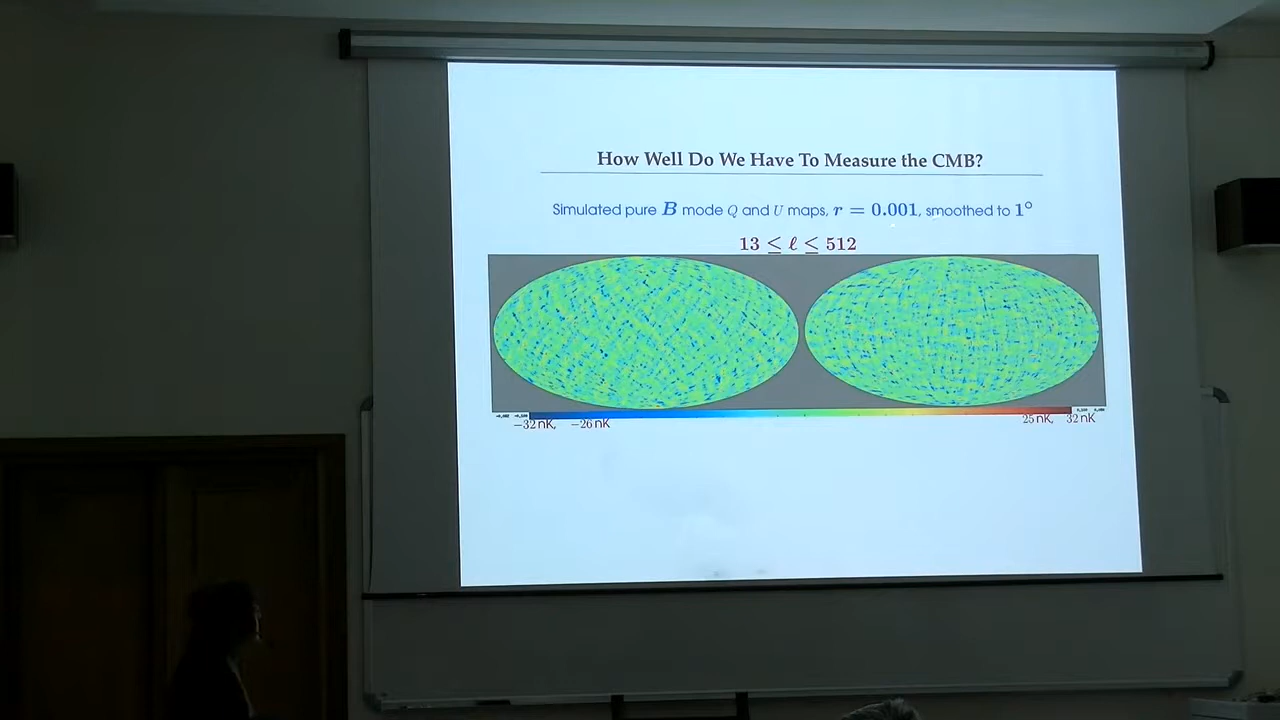 How Well Do We Have To Measure the CMB?
Simulated pure B mode Q and U maps, r = 0.001, smoothed to 1°
13 ≤ ℓ ≤ 512
−32 nK, −26 nK 25 nK, 32 nK